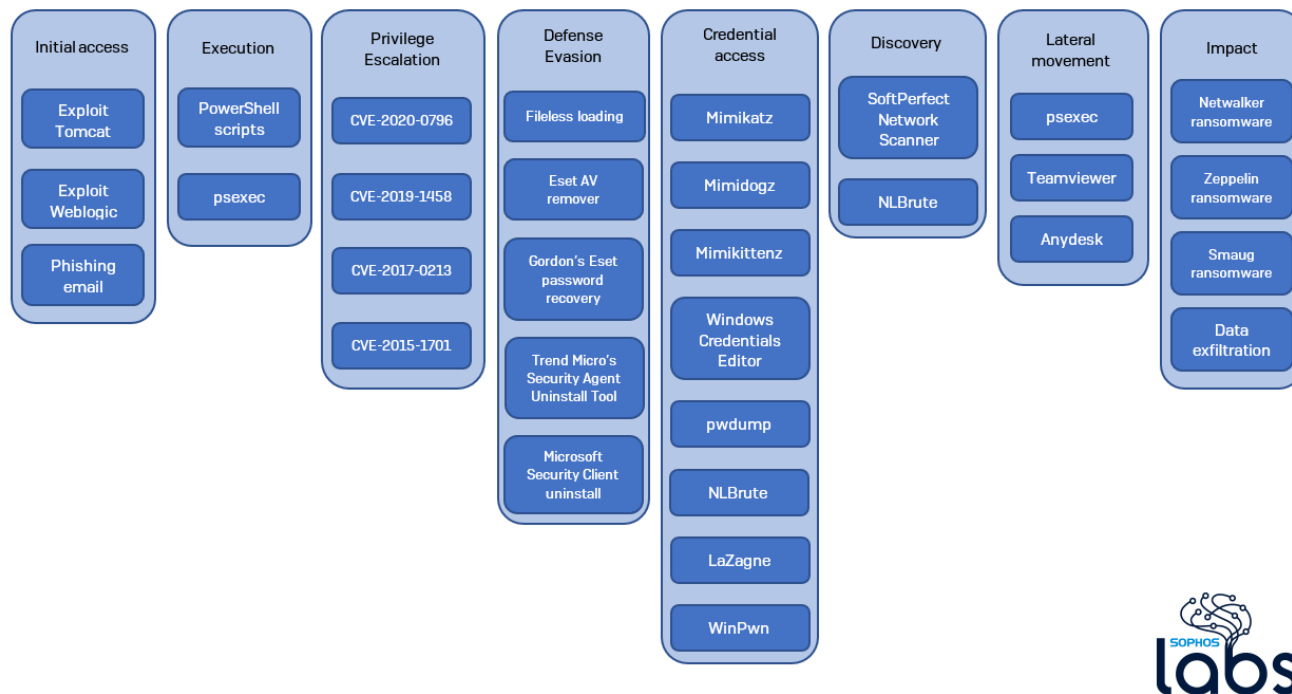 Initial access
Exploit
Tomcat
Exploit
Weblogic
Phishing
email
Execution
PowerShell
scripts
psexec
Privilege
Escalation
CVE-2020-0796
CVE-2019-1458
CVE-2017-0213
CVE-2015-1701
Defense
Evasion
Fileless loading
Eset AV
remover
Gordon's Eset
password
recovery
Trend Micro's
Security Agent
Uninstall Tool
Microsoft
Security Client
uninstall
Credential
access
Mimikatz
Mimidogz
Mimikittenz
Windows
Credentials
Editor
pwdump
NLBrute
LaZagne
WinPwn
Discovery
SoftPerfect
Network
Scanner
NLBrute
Lateral
movement
psexec
Teamviewer
Anydesk
Impact
Netwalker
ransomware
Zeppelin
ransomware
Smaug
ransomware
Data
exfiltration
SOPHOS
labs